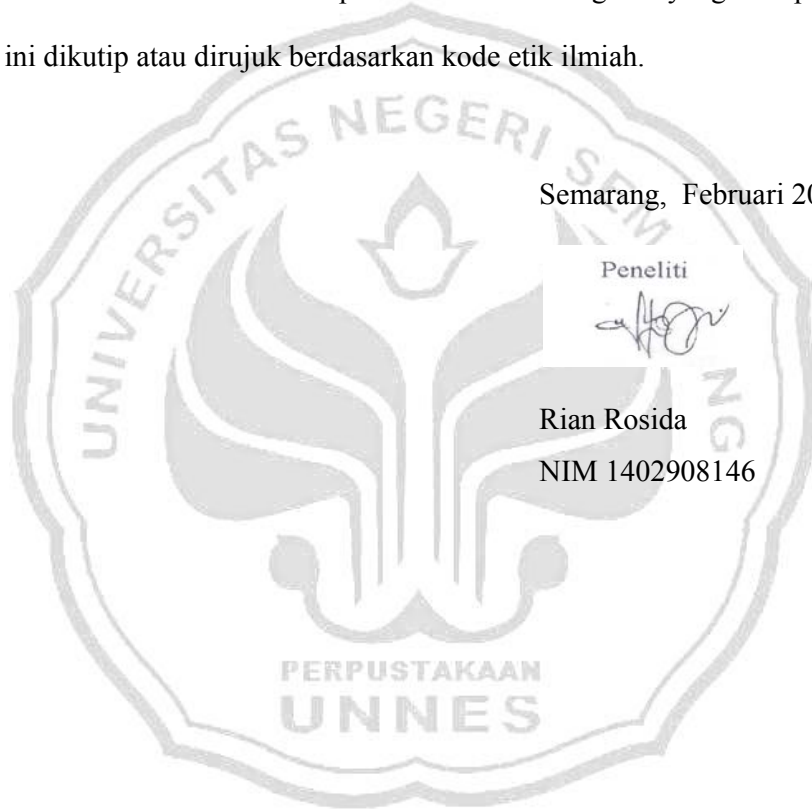 ini dikutip atau dirujuk berdasarkan kode etik ilmiah.
UNIVERSITAS NEGERI SEMARANG
Semarang, Februari 20
Peneliti
Rian Rosida
NIM 1402908146
PERPUSTAKAAN
UNNES